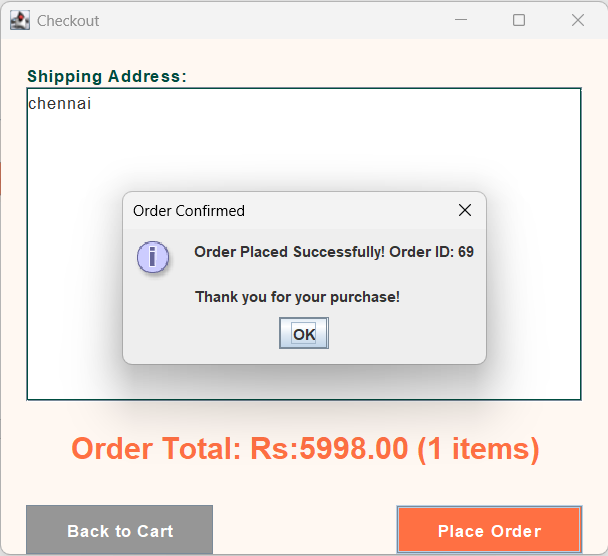 Checkout
Shipping Address:
chennai
Order Confirmed
Order Placed Successfully! Order ID: 69
Thank you for your purchase!
OK
Order Total: Rs:5998.00 (1 items)
Back to Cart
Place Order